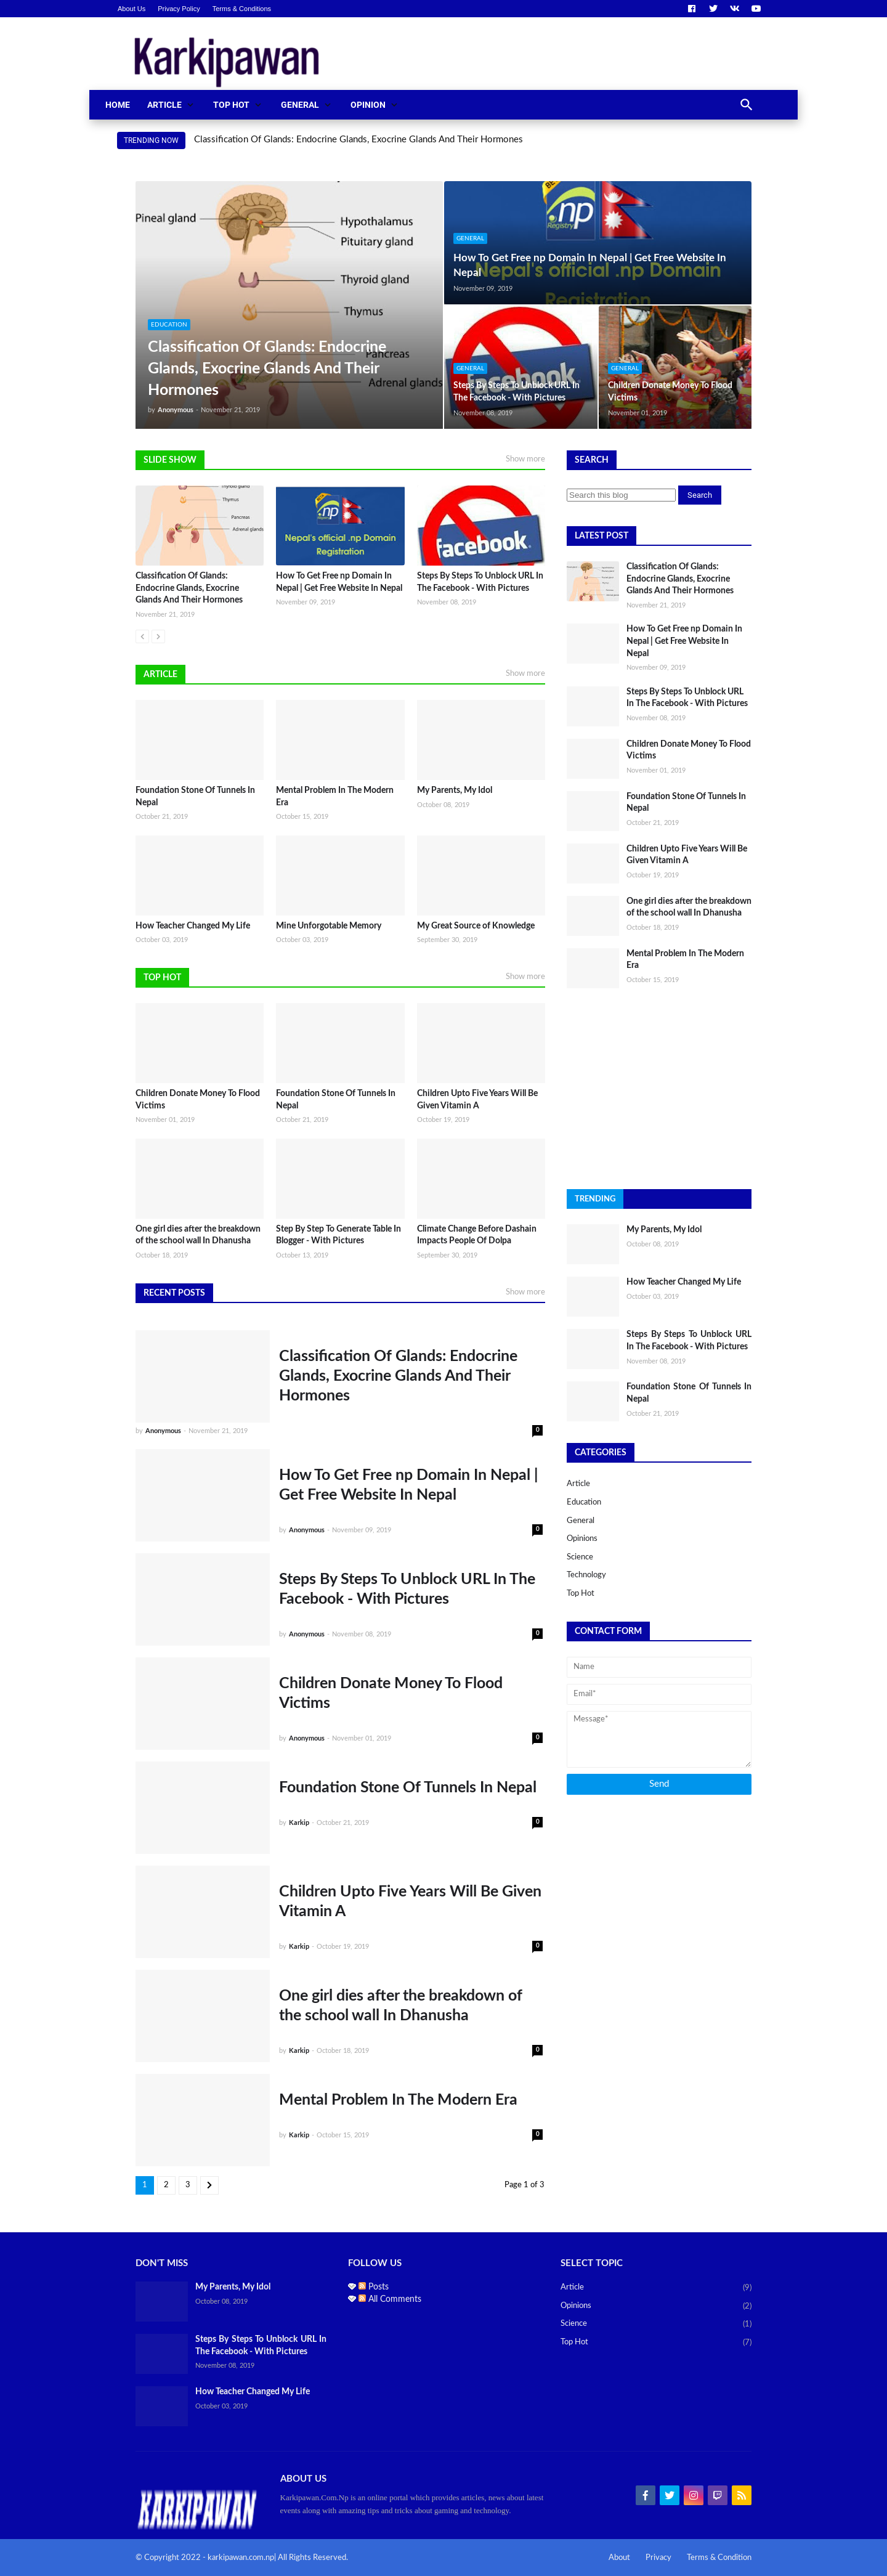 About Us Privacy Policy Terms & Conditions
Karkipawan
HOME ARTICLE TOP HOT GENERAL OPINION
TRENDING NOW Classification Of Glands: Endocrine Glands, Exocrine Glands And Their Hormones
Pineal gland
Hypothalamus
Pituitary gland
Thyroid gland
Thymus
Pancreas
Adrenal glands
EDUCATION
Classification Of Glands: Endocrine
Glands, Exocrine Glands And Their
Hormones
by Anonymous - November 21, 2019
.np
Registry
Nepal's official .np Domain
Registration
GENERAL
How To Get Free np Domain In Nepal | Get Free Website In
Nepal
November 09, 2019
facebook
GENERAL
Steps By Steps To Unblock URL In
The Facebook - With Pictures
November 08, 2019
GENERAL
Children Donate Money To Flood
Victims
November 01, 2019
SLIDE SHOW Show more
Thyroid gland
Thymus
Pancreas
Adrenal glands
Classification Of Glands:
Endocrine Glands, Exocrine
Glands And Their Hormones
November 21, 2019
.np
Nepal's official .np Domain
Registration
How To Get Free np Domain In
Nepal | Get Free Website In Nepal
November 09, 2019
facebook
Steps By Steps To Unblock URL In
The Facebook - With Pictures
November 08, 2019
ARTICLE Show more
Foundation Stone Of Tunnels In
Nepal
October 21, 2019
Mental Problem In The Modern
Era
October 15, 2019
My Parents, My Idol
October 08, 2019
How Teacher Changed My Life
October 03, 2019
Mine Unforgotable Memory
October 03, 2019
My Great Source of Knowledge
September 30, 2019
TOP HOT Show more
Children Donate Money To Flood
Victims
November 01, 2019
Foundation Stone Of Tunnels In
Nepal
October 21, 2019
Children Upto Five Years Will Be
Given Vitamin A
October 19, 2019
One girl dies after the breakdown
of the school wall In Dhanusha
October 18, 2019
Step By Step To Generate Table In
Blogger - With Pictures
October 13, 2019
Climate Change Before Dashain
Impacts People Of Dolpa
September 30, 2019
RECENT POSTS Show more
Classification Of Glands: Endocrine
Glands, Exocrine Glands And Their
Hormones
by Anonymous - November 21, 2019 0
How To Get Free np Domain In Nepal |
Get Free Website In Nepal
by Anonymous - November 09, 2019 0
Steps By Steps To Unblock URL In The
Facebook - With Pictures
by Anonymous - November 08, 2019 0
Children Donate Money To Flood
Victims
by Anonymous - November 01, 2019 0
Foundation Stone Of Tunnels In Nepal
by Karkip - October 21, 2019 0
Children Upto Five Years Will Be Given
Vitamin A
by Karkip - October 19, 2019 0
One girl dies after the breakdown of
the school wall In Dhanusha
by Karkip - October 18, 2019 0
Mental Problem In The Modern Era
by Karkip - October 15, 2019 0
1 2 3 Page 1 of 3
SEARCH
Search this blog Search
LATEST POST
Classification Of Glands:
Endocrine Glands, Exocrine
Glands And Their Hormones
November 21, 2019
How To Get Free np Domain In
Nepal | Get Free Website In
Nepal
November 09, 2019
Steps By Steps To Unblock URL
In The Facebook - With Pictures
November 08, 2019
Children Donate Money To Flood
Victims
November 01, 2019
Foundation Stone Of Tunnels In
Nepal
October 21, 2019
Children Upto Five Years Will Be
Given Vitamin A
October 19, 2019
One girl dies after the breakdown
of the school wall In Dhanusha
October 18, 2019
Mental Problem In The Modern
Era
October 15, 2019
TRENDING
My Parents, My Idol
October 08, 2019
How Teacher Changed My Life
October 03, 2019
Steps By Steps To Unblock URL
In The Facebook - With Pictures
November 08, 2019
Foundation Stone Of Tunnels In
Nepal
October 21, 2019
CATEGORIES
Article
Education
General
Opinions
Science
Technology
Top Hot
CONTACT FORM
Name
Email*
Message*
Send
DON'T MISS
My Parents, My Idol
October 08, 2019
Steps By Steps To Unblock URL In
The Facebook - With Pictures
November 08, 2019
How Teacher Changed My Life
October 03, 2019
FOLLOW US
Posts
All Comments
SELECT TOPIC
Article (9)
Opinions (2)
Science (1)
Top Hot (7)
KARKIPAWAN
ABOUT US
Karkipawan.Com.Np is an online portal which provides articles, news about latest
events along with amazing tips and tricks about gaming and technology.
© Copyright 2022 - karkipawan.com.np| All Rights Reserved.
About Privacy Terms & Condition